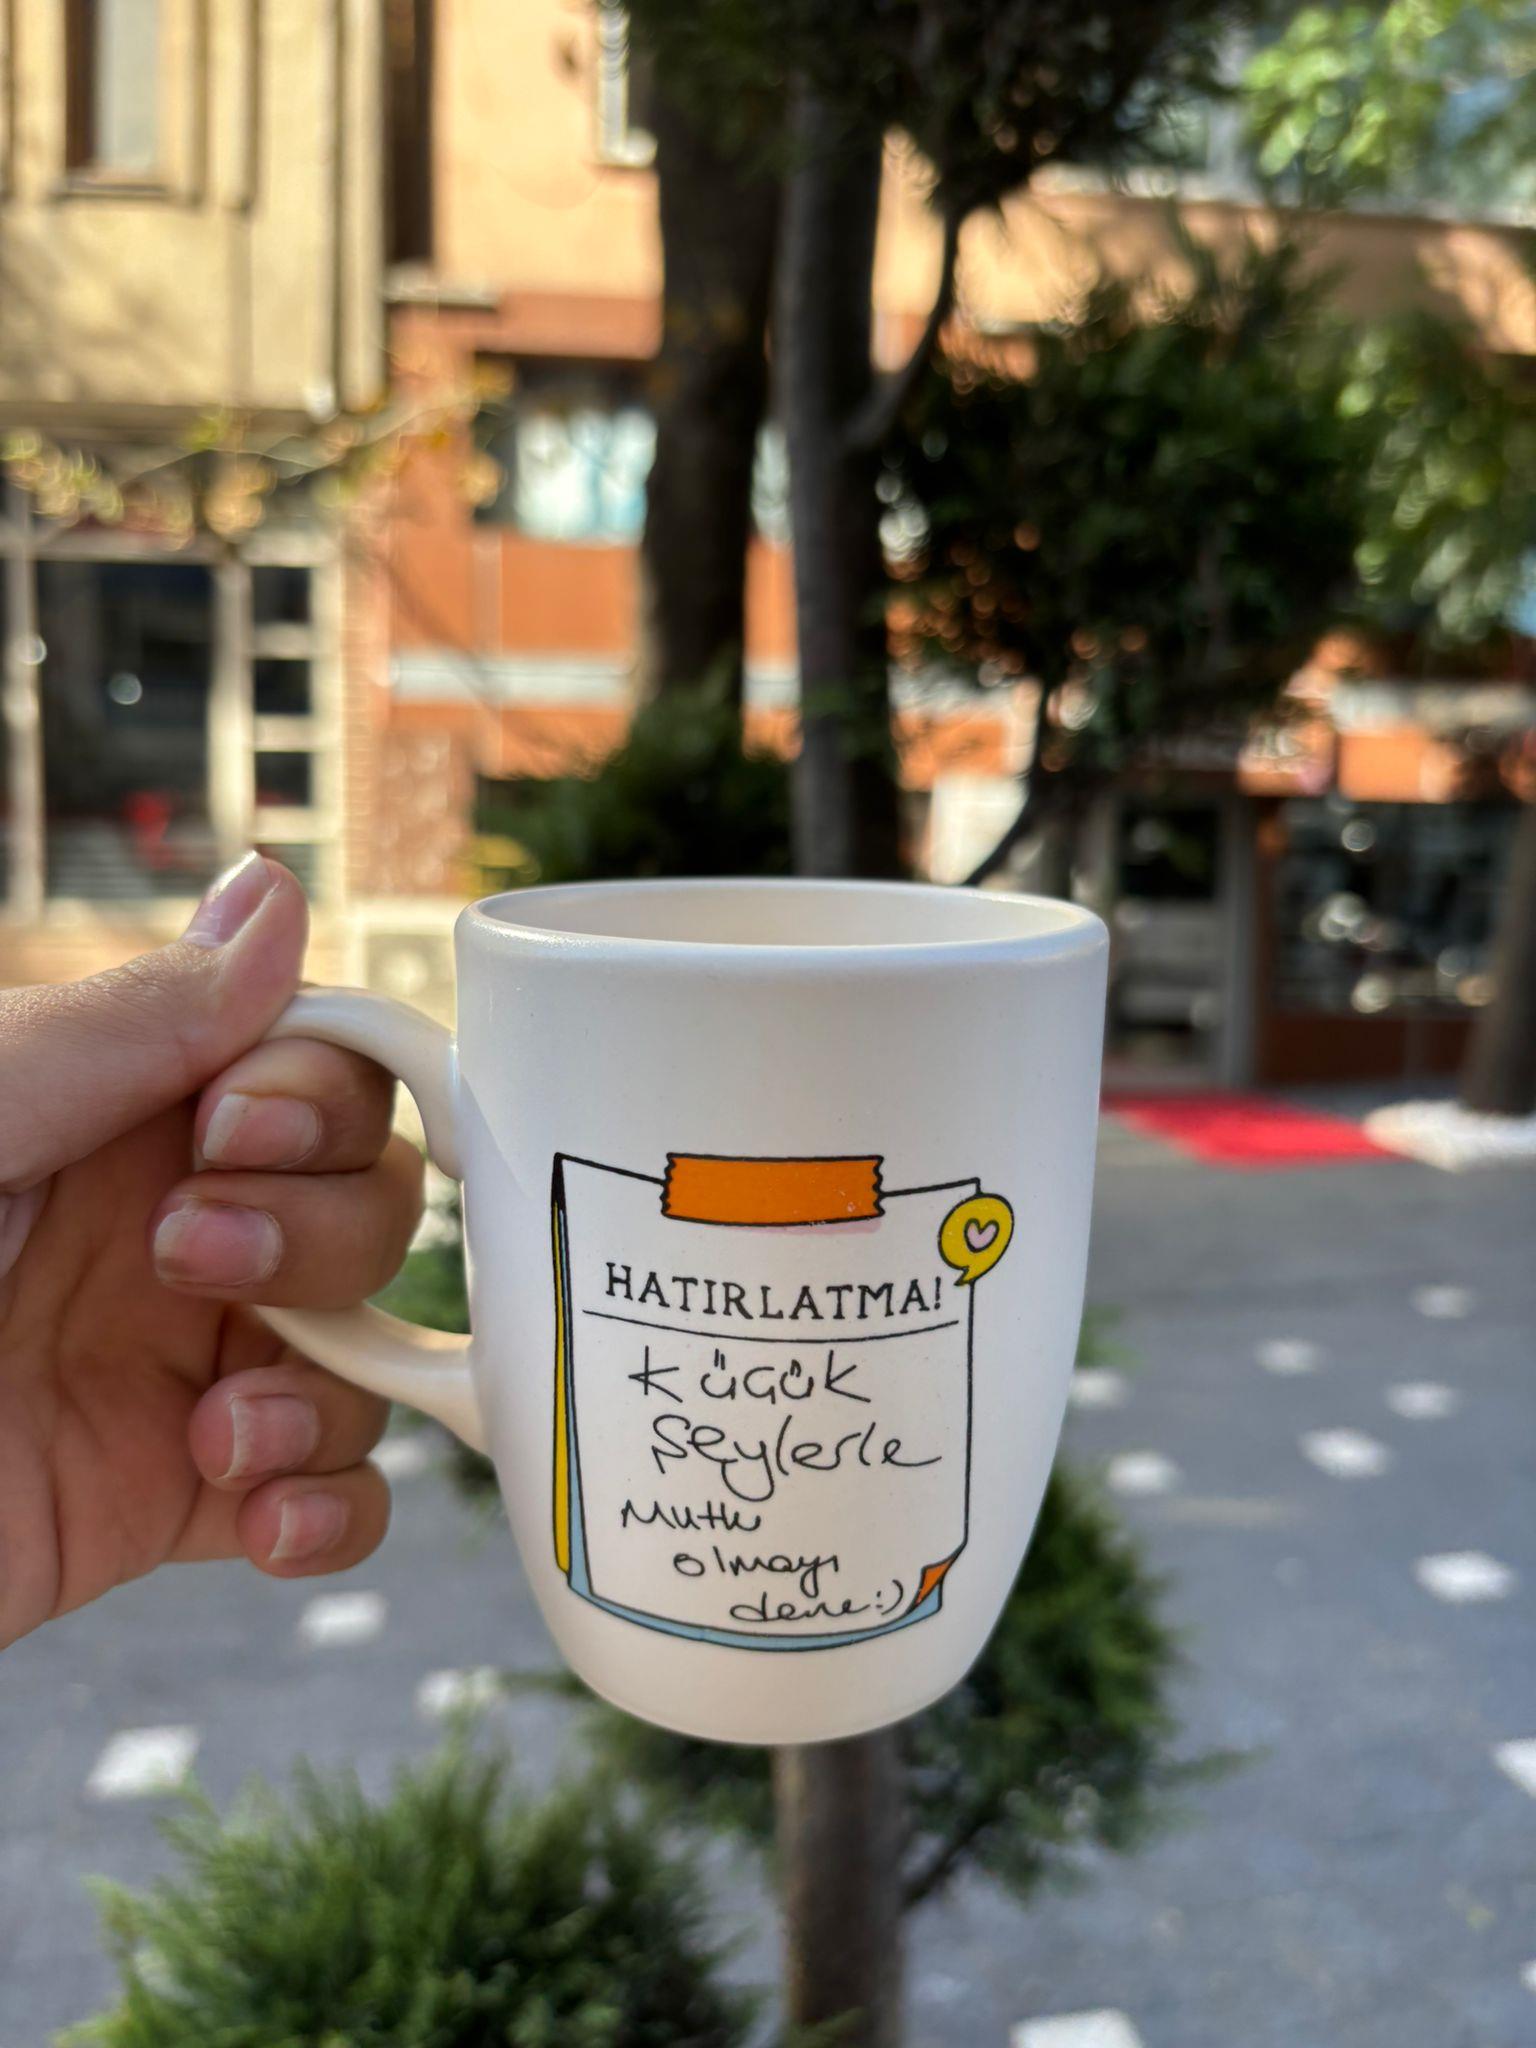 HATIRLATMA!
Küçük
şeylerle
Mutlu
olmayı
dene:)